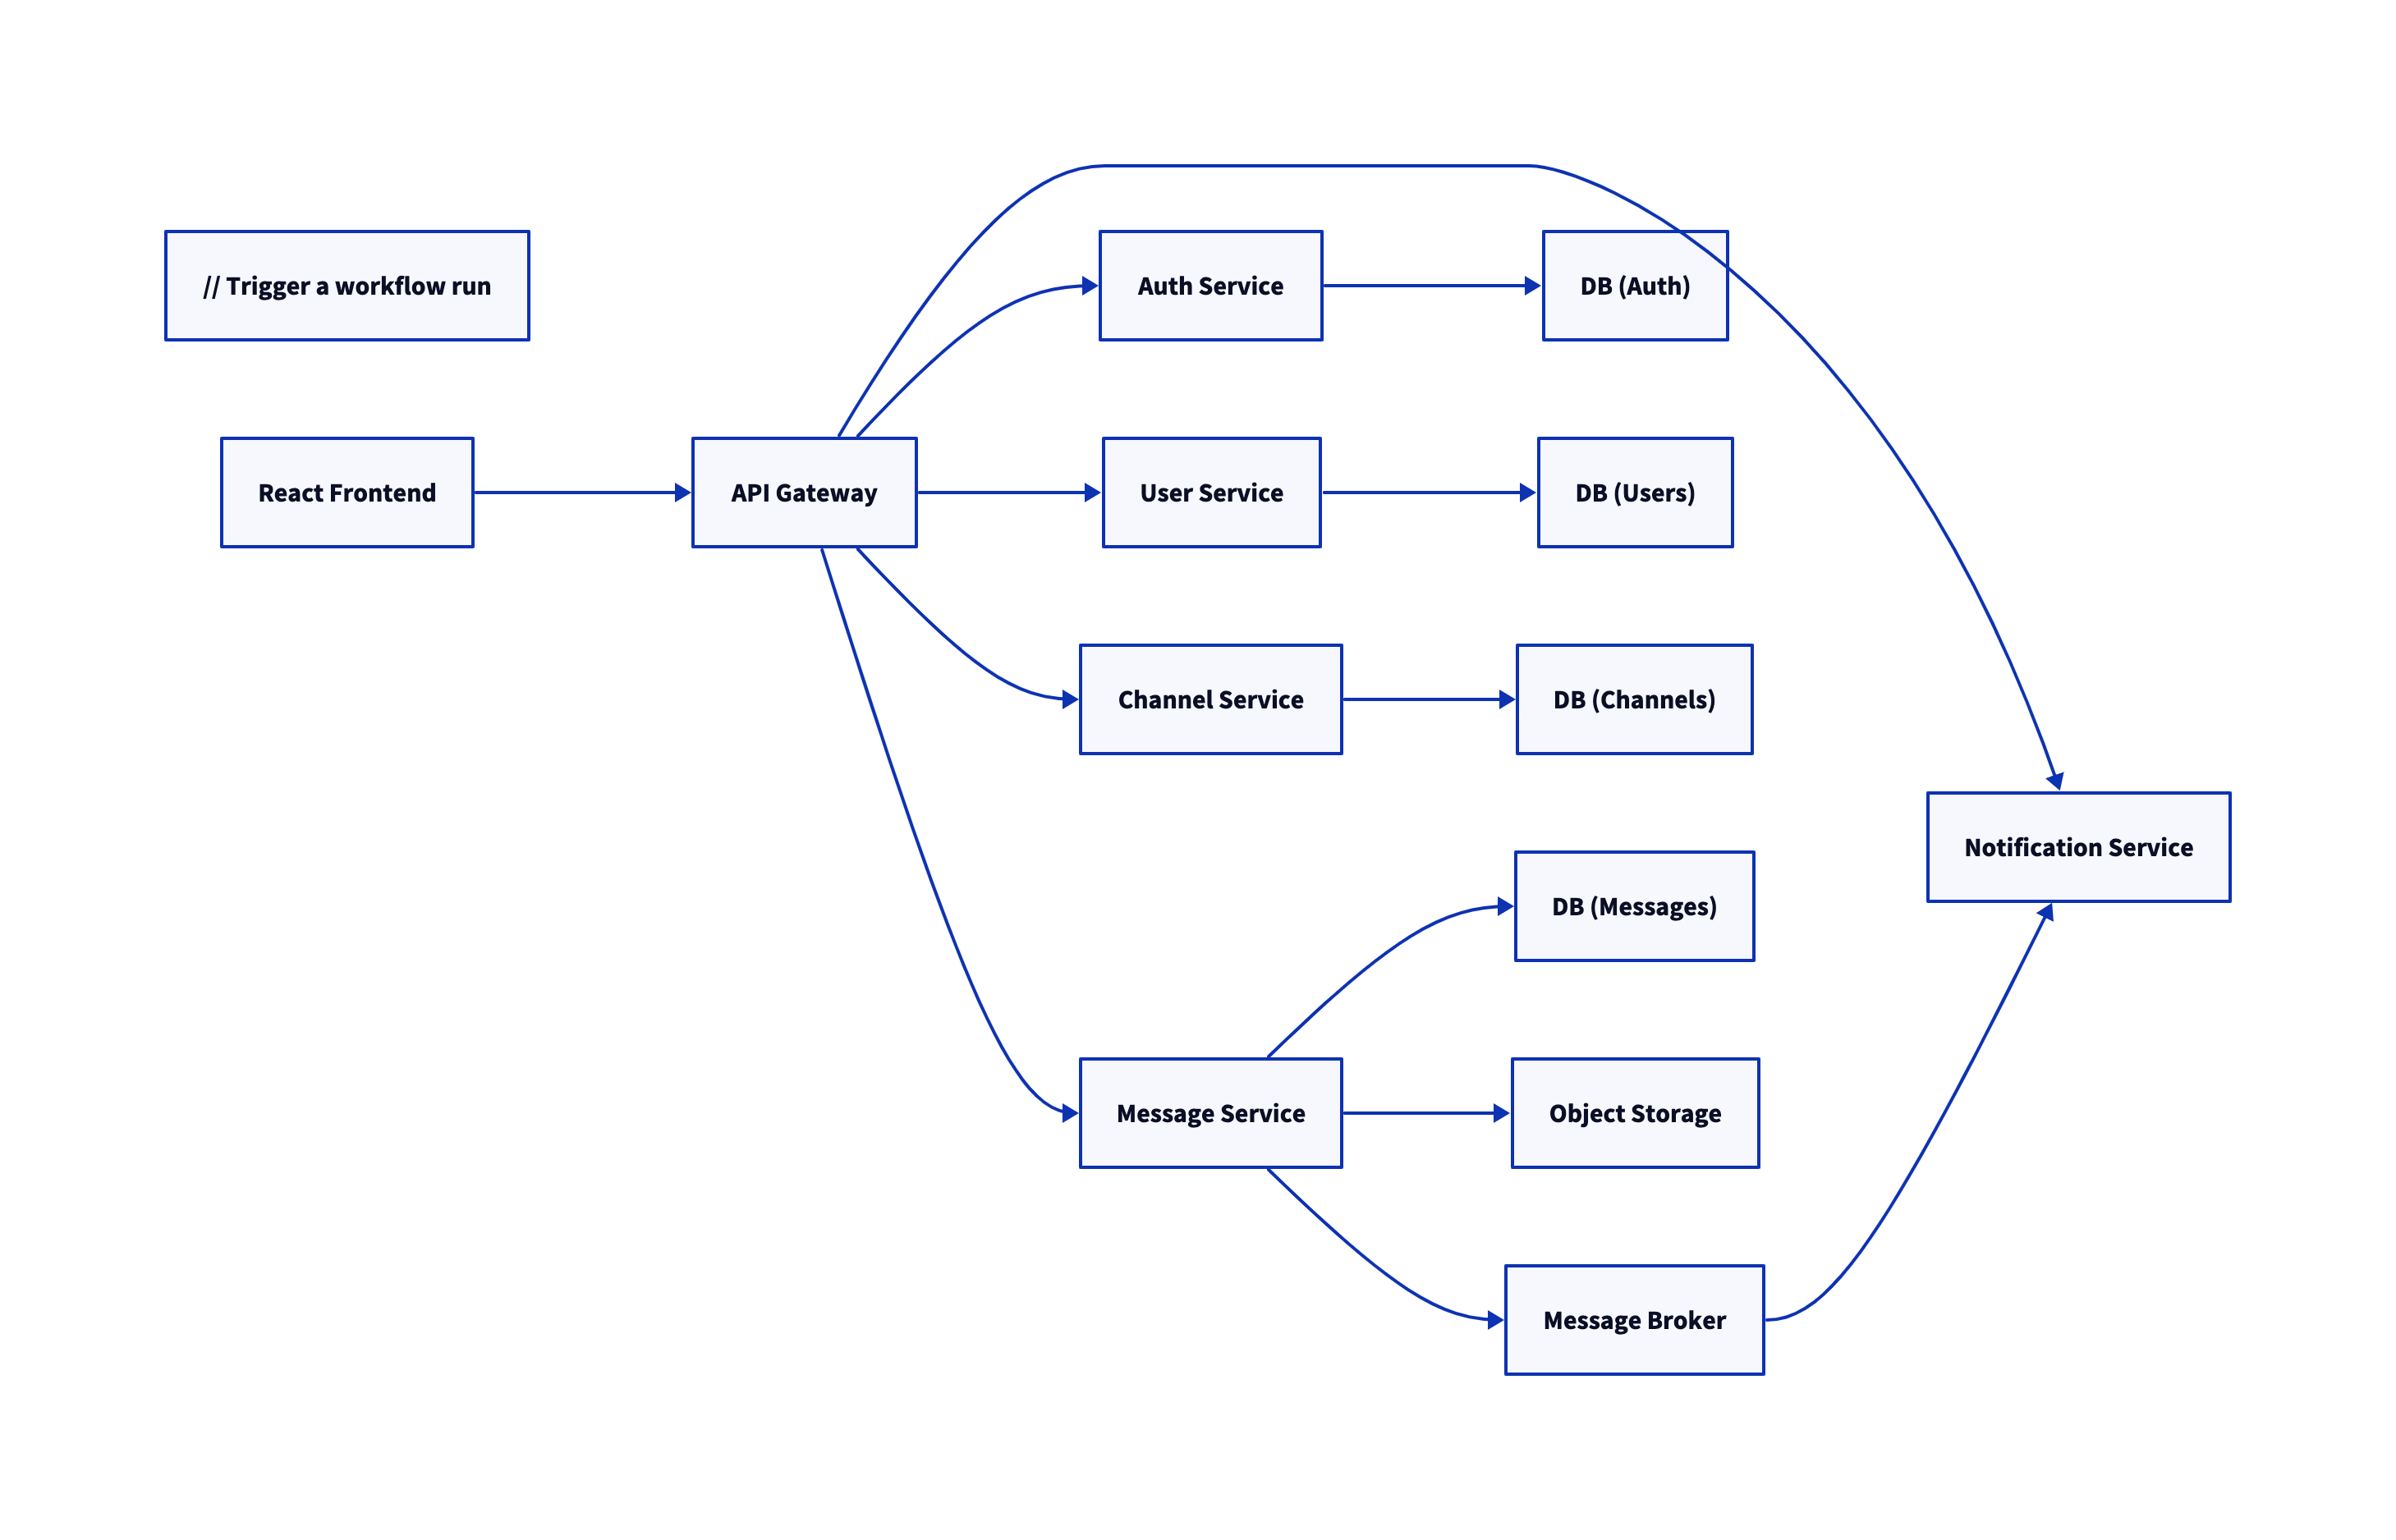 // Trigger a workflow run
Auth Service
DB (Auth)
React Frontend
API Gateway
User Service
DB (Users)
Channel Service
DB (Channels)
Notification Service
DB (Messages)
Message Service
Object Storage
Message Broker